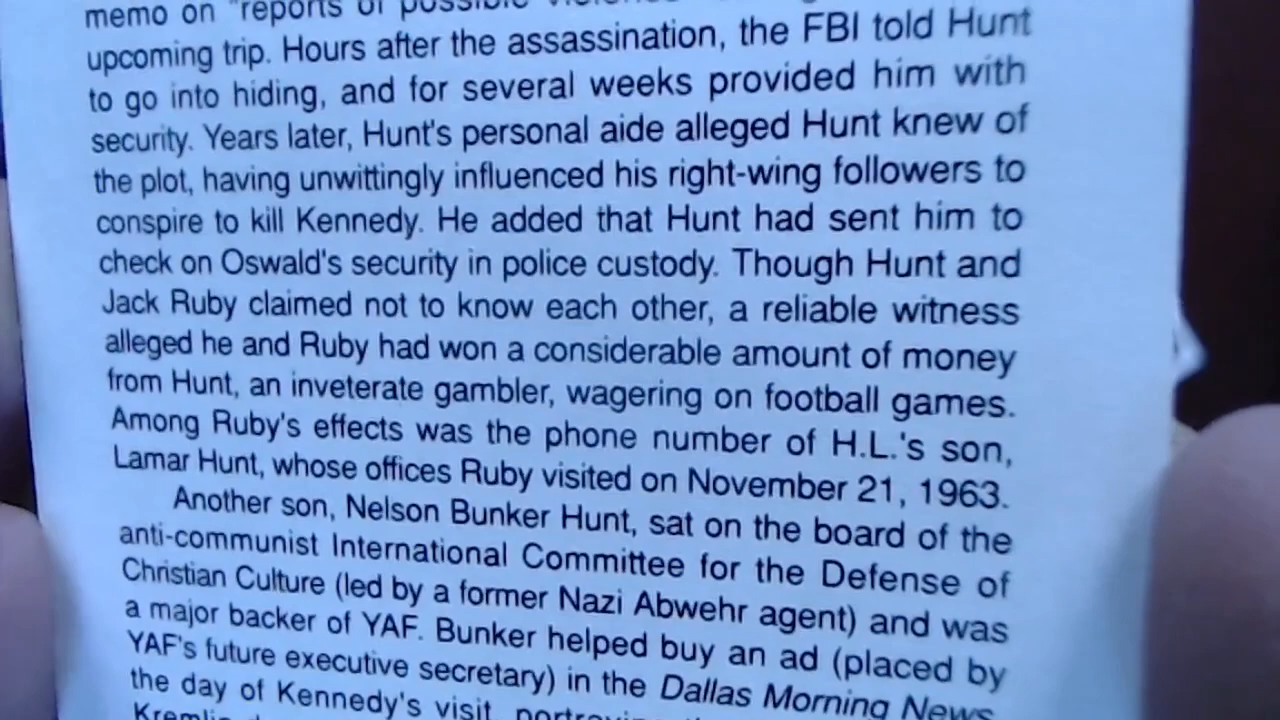 memo on "reports of possible
upcoming trip. Hours after the assassination, the FBI told Hunt
to go into hiding, and for several weeks provided him with
security. Years later, Hunt's personal aide alleged Hunt knew of
the plot, having unwittingly influenced his right-wing followers to
conspire to kill Kennedy. He added that Hunt had sent him to
check on Oswald's security in police custody. Though Hunt and
Jack Ruby claimed not to know each other, a reliable witness
alleged he and Ruby had won a considerable amount of money
from Hunt, an inveterate gambler, wagering on football games.
Among Ruby's effects was the phone number of H.L.'s son,
Lamar Hunt, whose offices Ruby visited on November 21, 1963.
Another son, Nelson Bunker Hunt, sat on the board of the
anti-communist International Committee for the Defense of
Christian Culture (led by a former Nazi Abwehr agent) and was
a major backer of YAF. Bunker helped buy an ad (placed by
YAF's future executive secretary) in the Dallas Morning News
the day of Kennedy's visit,